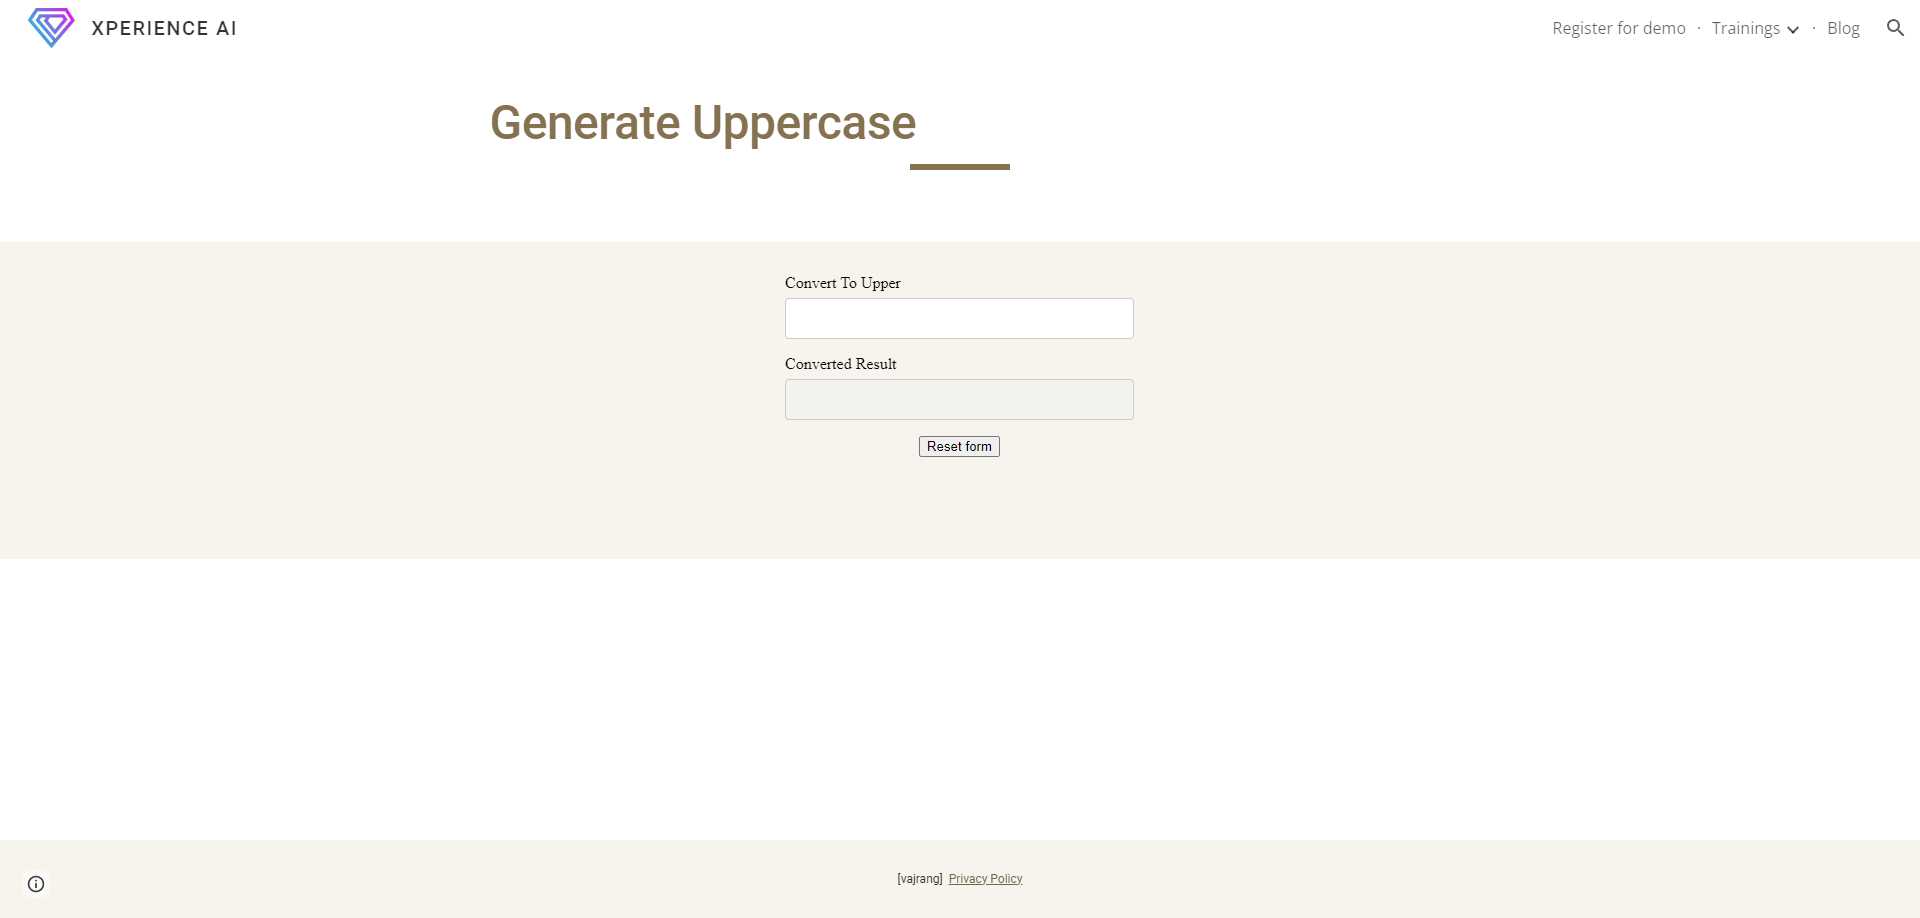 XPERIENCE AI
Register for demo · Trainings · Blog
Generate Uppercase
Convert To Upper
Converted Result
Reset form
[vajrang] Privacy Policy